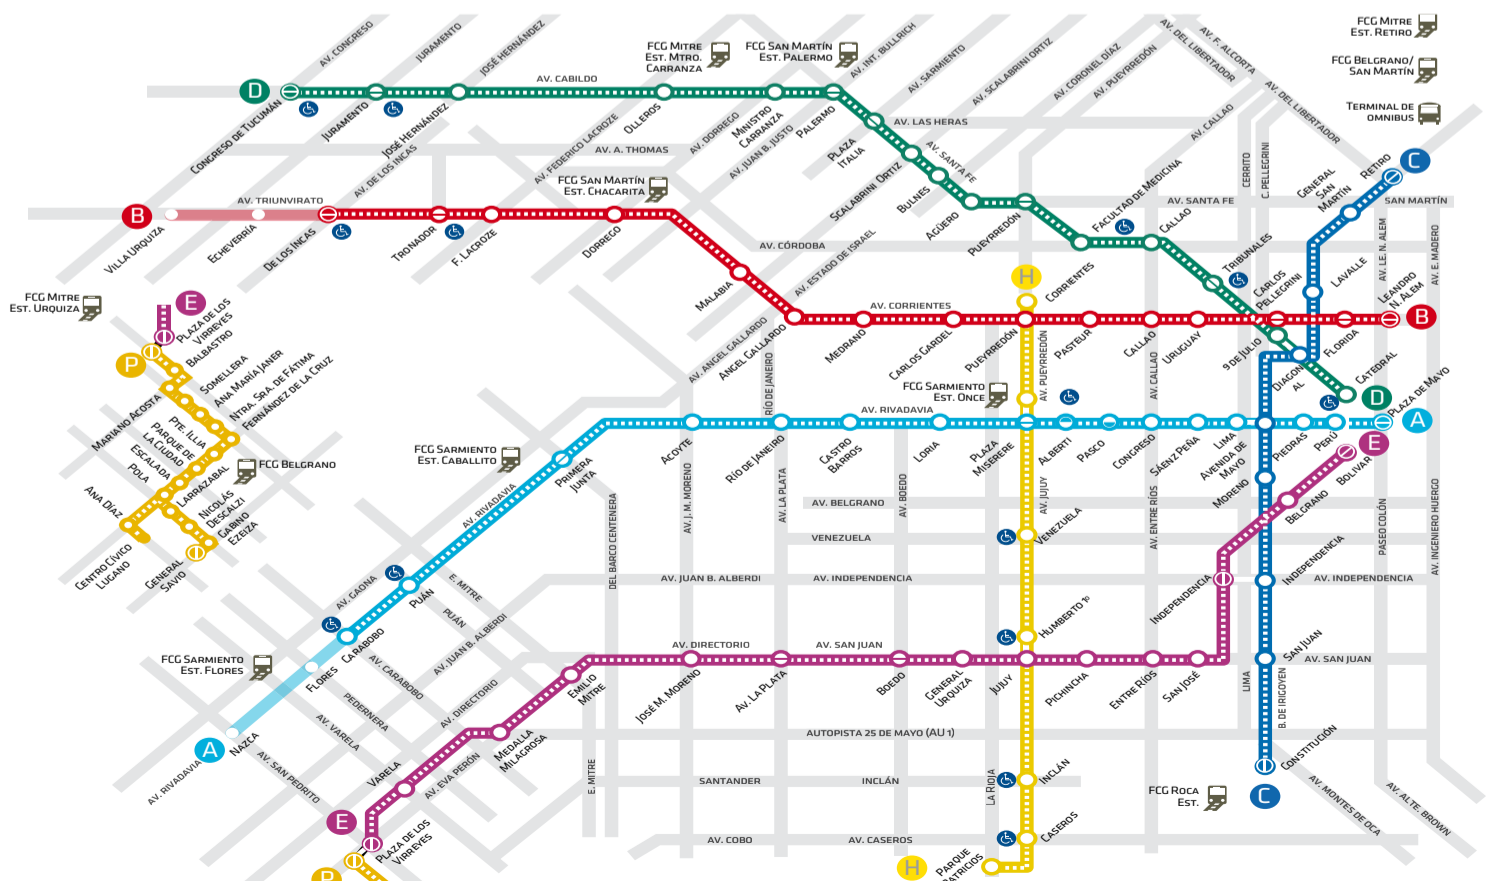 AV. CONGRESO
JURAMENTO
JOSÉ HERNÁNDEZ
FCG MITRE
EST. MTRO.
CARRANZA
FCG SAN MARTÍN
EST. PALERMO
AV. INT. BULLRICH
AV. SARMIENTO
AV. SCALABRINI ORTIZ
AV. CORONEL DÍAZ
AV. PUEYRREDÓN
AV. DEL LIBERTADOR
AV. F. ALCORTA
FCG MITRE
EST. RETIRO
FCG BELGRANO/
SAN MARTÍN
TERMINAL DE
OMNIBUS
D
AV. CABILDO
CONGRESO DE TUCUMÁN
JURAMENTO
JOSÉ HERNÁNDEZ
OLLEROS
MINISTRO
CARRANZA
PALERMO
PLAZA
ITALIA
AV. LAS HERAS
AV. CALLAO
AV. DEL LIBERTADOR
AV. DE LOS INCAS
AV. A. THOMAS
AV. FEDERICO LACROZE
AV. DORREGO
AV. JUAN B. JUSTO
AV. SANTA FE
SCALABRINI ORTIZ
BULNES
AGÜERO
PUEYRREDÓN
FACULTAD DE MEDICINA
CALLAO
TRIBUNALES
CERRITO
C. PELLEGRINI
GENERAL
SAN
MARTÍN
RETIRO
C
FCG SAN MARTÍN
EST. CHACARITA
AV. SANTA FE
SAN MARTÍN
B
AV. TRIUNVIRATO
VILLA URQUIZA
ECHEVERRÍA
DE LOS INCAS
TRONADOR
F. LACROZE
DORREGO
AV. CÓRDOBA
AV. ESTADO DE ISRAEL
AV. L.E. N. ALEM
AV. E. MADERO
MALABIA
ANGEL GALLARDO
AV. ANGEL GALLARDO
RÍO DE JANEIRO
H
CORRIENTES
CARLOS
PELLEGRINI
LAVALLE
LEANDRO
N. ALEM
B
AV. CORRIENTES
MEDRANO
CARLOS GARDEL
PUEYRREDÓN
AV. PUEYRREDÓN
PASTEUR
CALLAO
AV. CALLAO
URUGUAY
9 DE JULIO
DIAGON
AL
FLORIDA
CATEDRAL
D
PLAZA DE MAYO
A
FCG MITRE
EST. URQUIZA
E
PLAZA DE LOS
VIRREYES
BALBASTRO
P
SOMELLERA
ANA MARÍA JANER
NTRA. SRA. DE FÁTIMA
FERNÁNDEZ DE LA CRUZ
MARIANO ACOSTA
PTE. ILLIA
PARQUE DE
LA CIUDAD
ESCALADA
POLA
ANA DÍAZ
LARRAZÁBAL
FCG BELGRANO
NICOLÁS
DESCALZI
GABINO
EZEIZA
CENTRO CÍVICO
LUGANO
GENERAL
SAVIO
FCG SARMIENTO
EST. CABALLITO
FCG SARMIENTO
EST. ONCE
AV. RIVADAVIA
AV. RIVADAVIA
PRIMERA
JUNTA
ACOYTE
RÍO DE JANEIRO
CASTRO
BARROS
LORIA
PLAZA
MISERERE
ALBERTI
PASCO
CONGRESO
SÁENZ PEÑA
LIMA
AVENIDA DE
MAYO
PIEDRAS
PERÚ
E
BOLÍVAR
MORENO
BELGRANO
AV. J. M. MORENO
AV. LA PLATA
AV. BOEDO
AV. JUJUY
AV. ENTRE RÍOS
PASEO COLÓN
AV. INGENIERO HUERGO
AV. BELGRANO
VENEZUELA
VENEZUELA
DEL BARCO CENTENERA
AV. GAONA
PUÁN
E. MITRE
PUÁN
AV. JUAN B. ALBERDI
AV. JUAN B. ALBERDI
AV. INDEPENDENCIA
INDEPENDENCIA
INDEPENDENCIA
AV. INDEPENDENCIA
CARABOBO
FLORES
NAZCA
AV. CARABOBO
PEDERNERA
AV. VARELA
AV. DIRECTORIO
FCG SARMIENTO
EST. FLORES
A
AV. RIVADAVIA
AV. SAN PEDRITO
AV. EVA PERÓN
AV. DIRECTORIO
AV. SAN JUAN
HUMBERTO 1º
SAN JUAN
AV. SAN JUAN
EMILIO
MITRE
JOSÉ M. MORENO
AV. LA PLATA
BOEDO
GENERAL
URQUIZA
JUJUY
PICHINCHA
ENTRE RÍOS
SAN JOSÉ
LIMA
B. DE IRIGOYEN
MEDALLA
MILAGROSA
VARELA
AUTOPISTA 25 DE MAYO (AU 1)
CONSTITUCIÓN
E. MITRE
SANTANDER
INCLÁN
LA RIOJA
INCLÁN
FCG ROCA
EST.
C
AV. MONTES DE OCA
AV. ALTE. BROWN
E
PLAZA DE LOS
VIRREYES
AV. COBO
AV. CASEROS
CASEROS
H
PARQUE
PATRICIOS
P